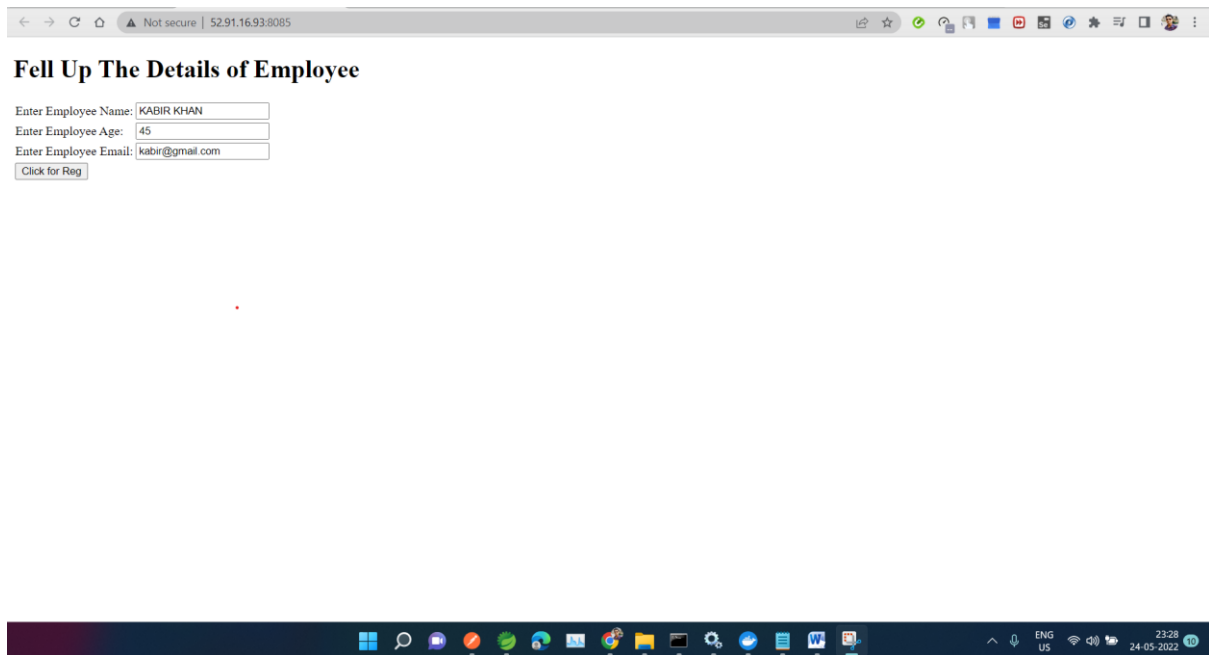 Not secure | 52.91.16.93:8085
Fell Up The Details of Employee
Enter Employee Name: KABIR KHAN
Enter Employee Age: 45
Enter Employee Email: kabir@gmail.com
Click for Reg
ENG
US
23:28
24-05-2022
10